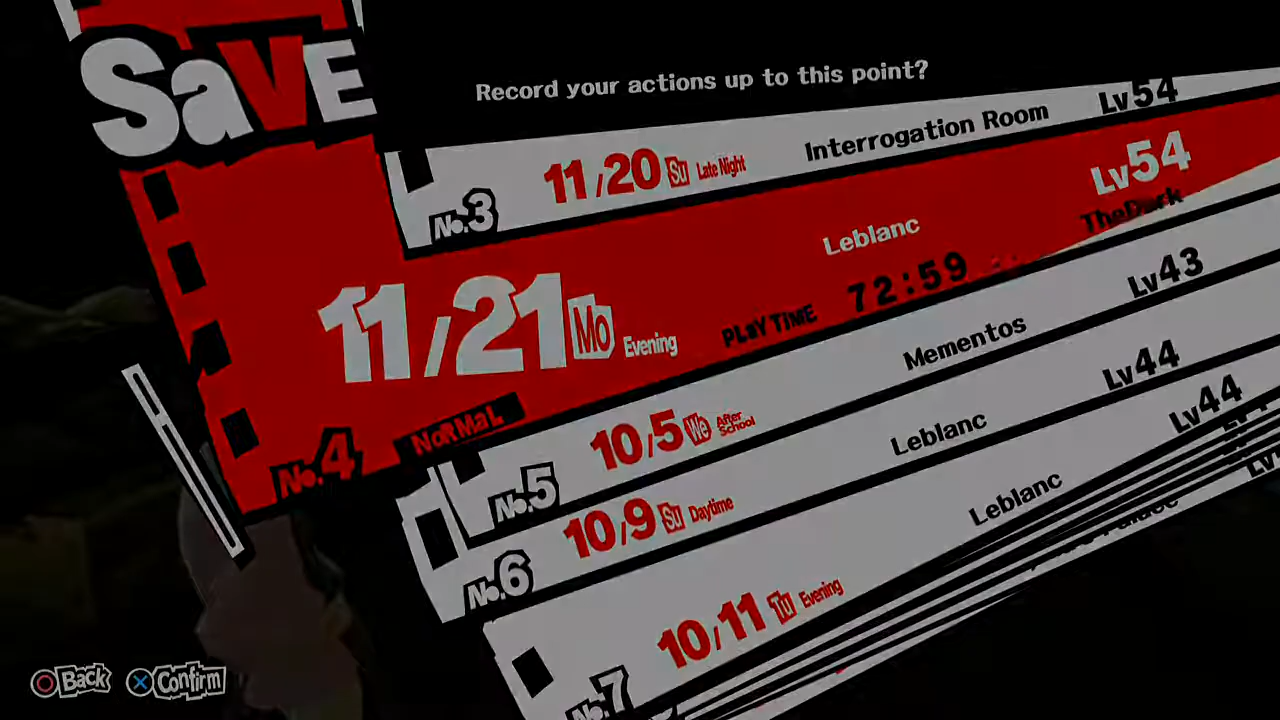 SaVE
Record your actions up to this point?
No.3 11/20 Su Late Night Interrogation Room Lv54
11/21 Mo Evening Leblanc Lv54
PLaY TIME 72:59
No.4 NoRMaL
No.5 10/5 We After School Mementos Lv43
No.6 10/9 Su Daytime Leblanc Lv44
No.7 10/11 Tu Evening Leblanc Lv44
Back Confirm